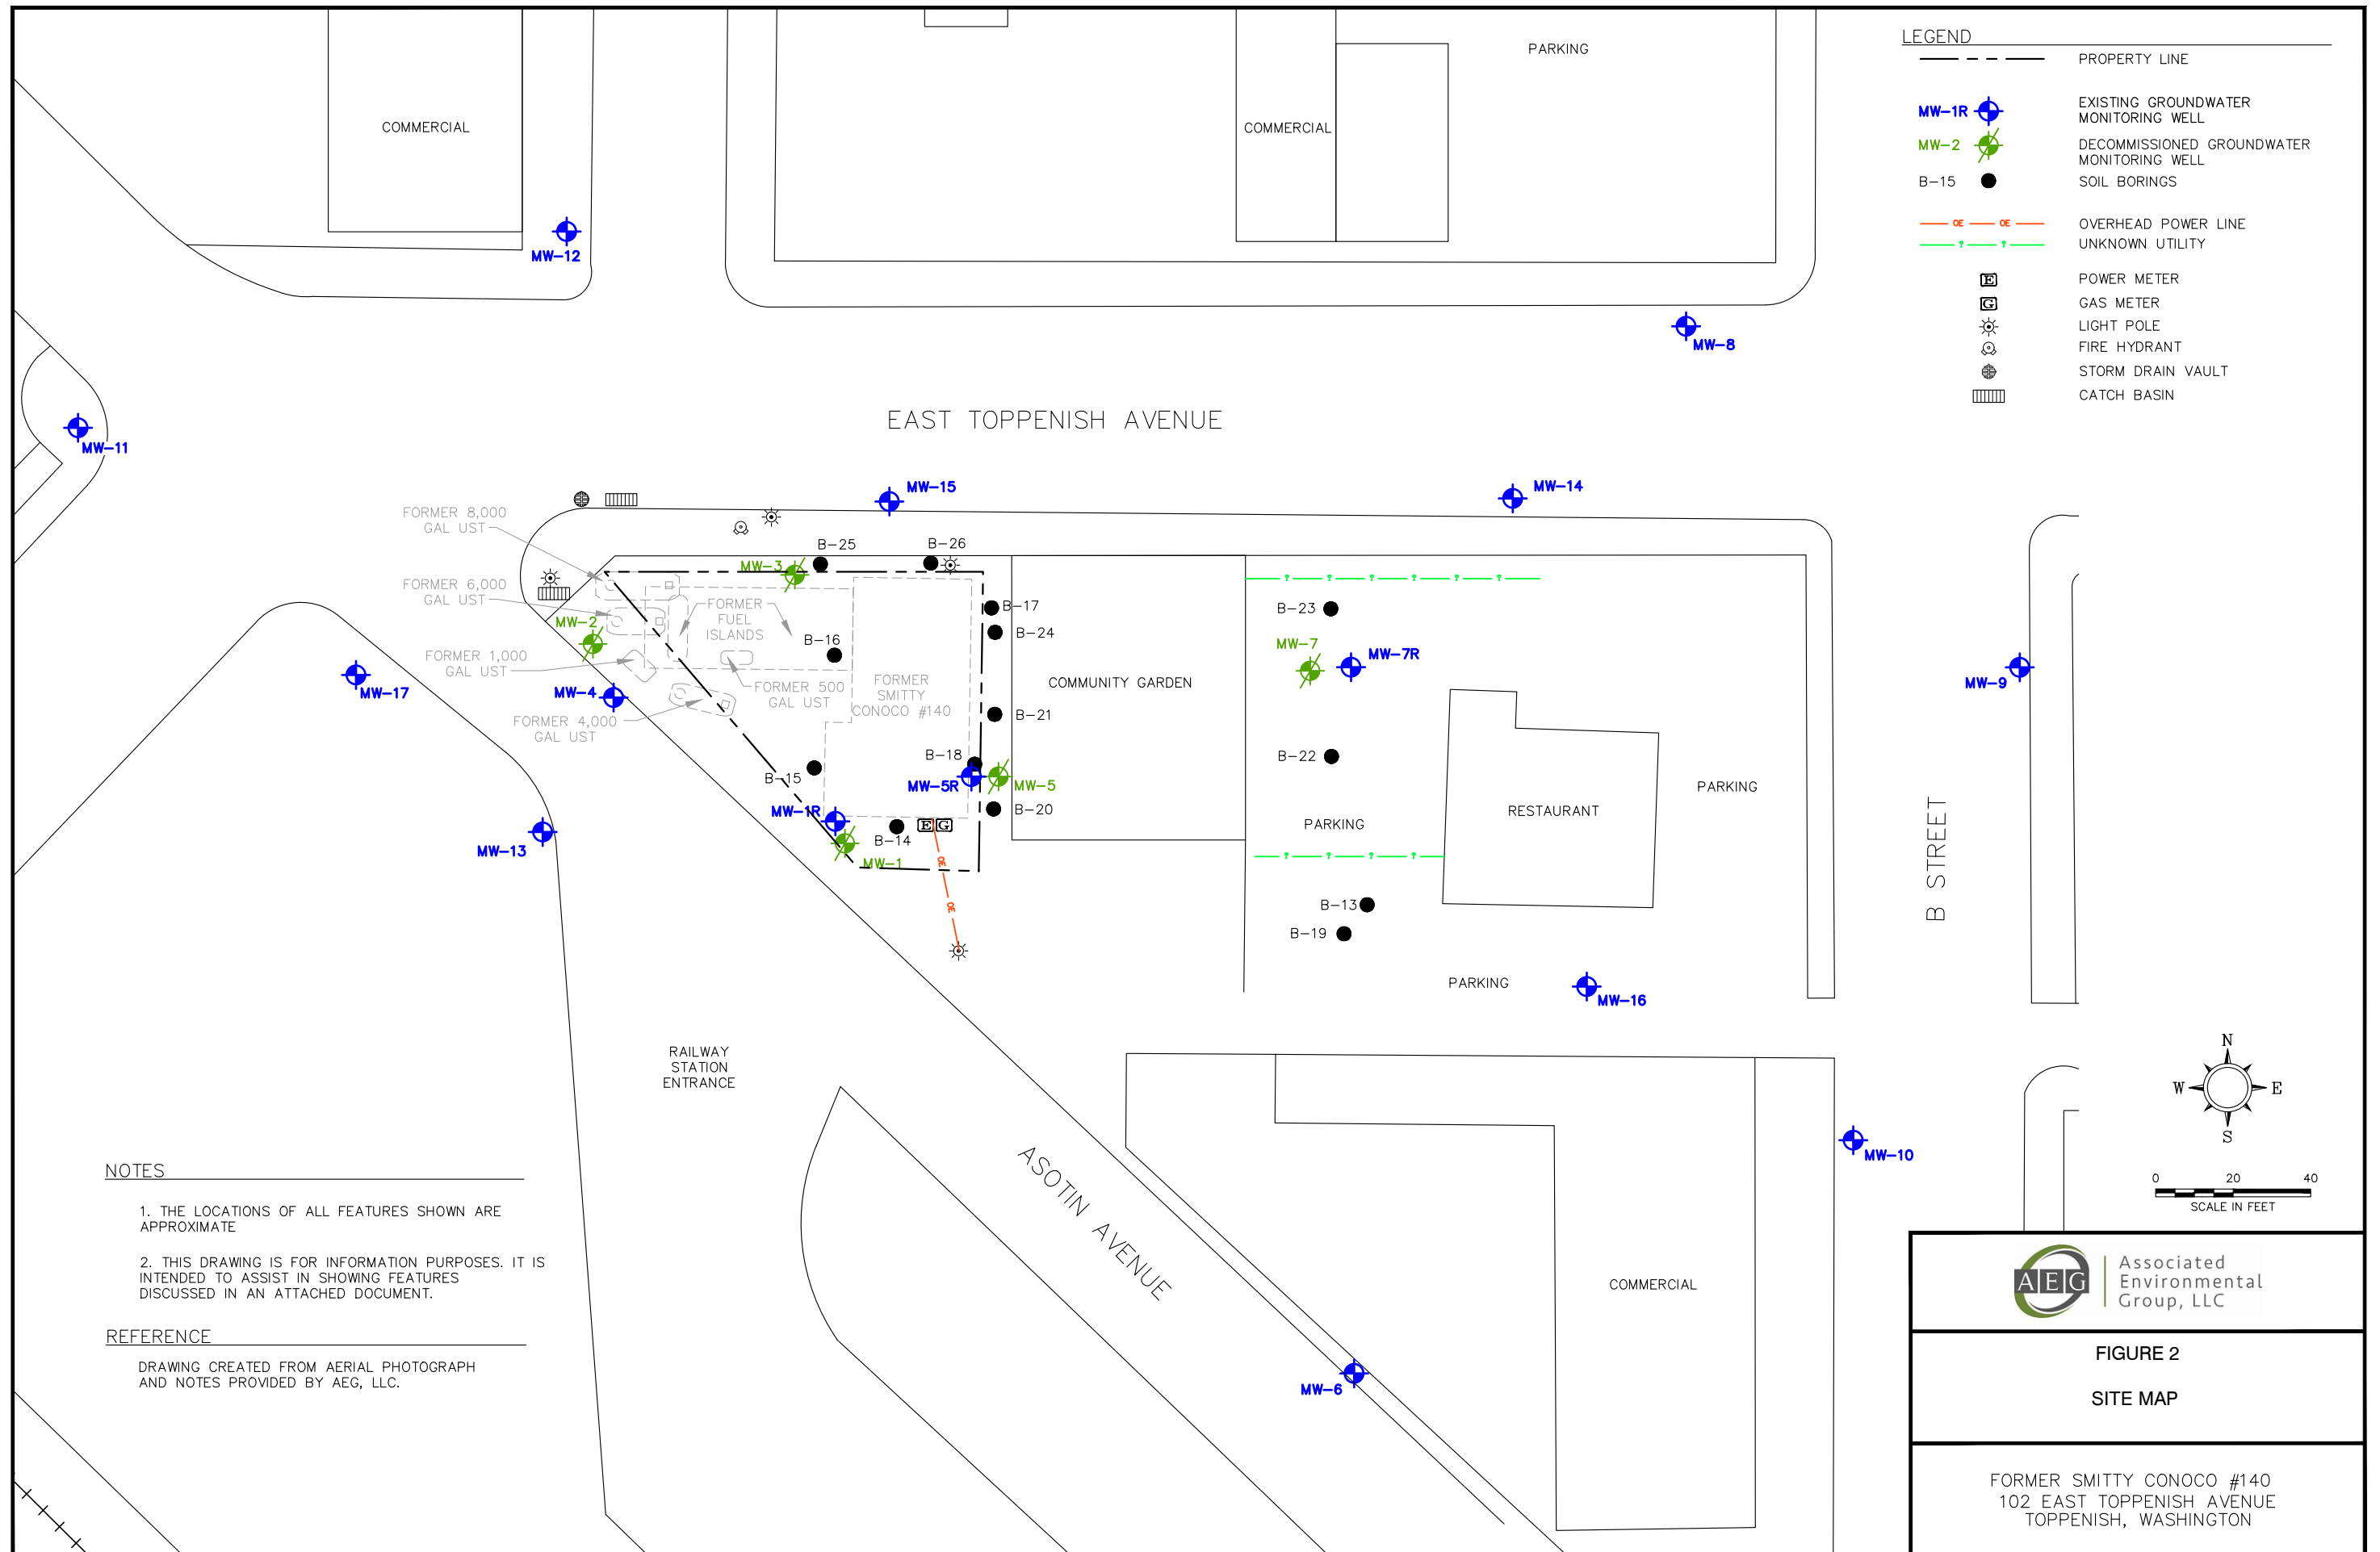 PARKING
COMMERCIAL
COMMERCIAL
LEGEND
PROPERTY LINE
MW-1R
EXISTING GROUNDWATER
MONITORING WELL
MW-2
DECOMMISSIONED GROUNDWATER
MONITORING WELL
B-15
SOIL BORINGS
OE OE
OVERHEAD POWER LINE
? ?
UNKNOWN UTILITY
E
POWER METER
G
GAS METER
LIGHT POLE
FIRE HYDRANT
STORM DRAIN VAULT
CATCH BASIN
MW-12
MW-8
MW-11
EAST TOPPENISH AVENUE
MW-15
MW-14
FORMER 8,000
GAL UST
B-25
B-26
MW-3
FORMER 6,000
GAL UST
? ? ? ? ? ?
FORMER
FUEL
ISLANDS
B-17
B-23
MW-2
B-24
B-16
MW-7
MW-7R
FORMER 1,000
GAL UST
MW-17
MW-4
FORMER 500
GAL UST
FORMER
SMITTY
CONOCO #140
COMMUNITY GARDEN
MW-9
B-21
FORMER 4,000
GAL UST
B-18
B-22
B-15
MW-5R
MW-5
PARKING
MW-1R
B-20
RESTAURANT
E G
PARKING
B-14
MW-13
MW-1
? ? ? ?
OE
OE
B STREET
B-13
B-19
PARKING
MW-16
RAILWAY
STATION
ENTRANCE
N
W E
S
MW-10
ASOTIN AVENUE
0 20 40
SCALE IN FEET
NOTES
1. THE LOCATIONS OF ALL FEATURES SHOWN ARE
APPROXIMATE
2. THIS DRAWING IS FOR INFORMATION PURPOSES. IT IS
INTENDED TO ASSIST IN SHOWING FEATURES
DISCUSSED IN AN ATTACHED DOCUMENT.
REFERENCE
DRAWING CREATED FROM AERIAL PHOTOGRAPH
AND NOTES PROVIDED BY AEG, LLC.
COMMERCIAL
MW-6
AEG
Associated
Environmental
Group, LLC
FIGURE 2
SITE MAP
FORMER SMITTY CONOCO #140
102 EAST TOPPENISH AVENUE
TOPPENISH, WASHINGTON